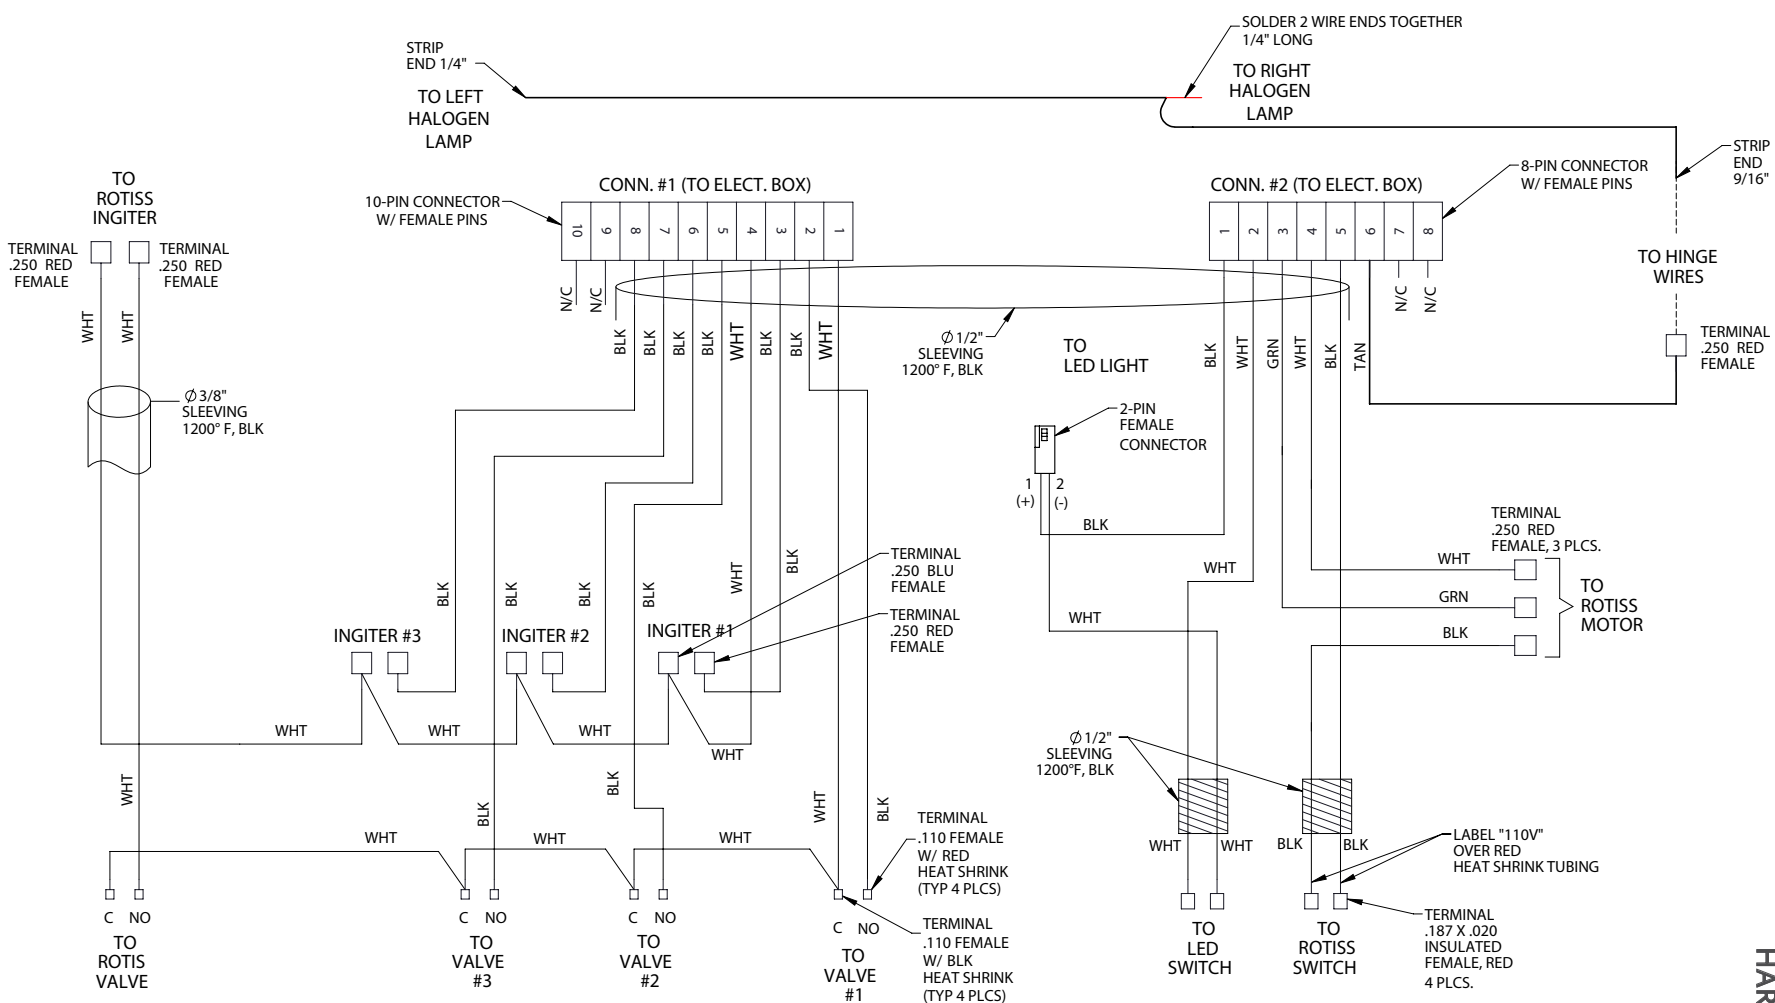 SOLDER 2 WIRE ENDS TOGETHER
1/4" LONG
STRIP
END 1/4"
TO LEFT
HALOGEN
LAMP
TO RIGHT
HALOGEN
LAMP
STRIP
END
9/16"
TO
ROTISS
INGITER
10-PIN CONNECTOR
W/ FEMALE PINS
CONN. #1 (TO ELECT. BOX)
CONN. #2 (TO ELECT. BOX)
8-PIN CONNECTOR
W/ FEMALE PINS
10 9 8 7 6 5 4 3 2 1
1 2 3 4 5 6 7 8
TERMINAL
.250 RED
FEMALE
TERMINAL
.250 RED
FEMALE
TO HINGE
WIRES
N/C
N/C
BLK
BLK
BLK
BLK
WHT
BLK
BLK
WHT
BLK
WHT
GRN
WHT
BLK
TAN
N/C
N/C
WHT
WHT
Ø 1/2"
SLEEVING
1200° F, BLK
TO
LED LIGHT
TERMINAL
.250 RED
FEMALE
Ø 3/8"
SLEEVING
1200° F, BLK
2-PIN
FEMALE
CONNECTOR
1 2
(+) (-)
BLK
TERMINAL
.250 RED
FEMALE, 3 PLCS.
WHT
GRN
BLK
TO
ROTISS
MOTOR
WHT
WHT
BLK
BLK
BLK
WHT
BLK
TERMINAL
.250 BLU
FEMALE
TERMINAL
.250 RED
FEMALE
INGITER #3
INGITER #2
INGITER #1
WHT
WHT
WHT
WHT
Ø 1/2"
SLEEVING
1200°F, BLK
WHT
BLK
BLK
WHT
BLK
WHT
WHT
WHT
TERMINAL
.110 FEMALE
W/ RED
HEAT SHRINK
(TYP 4 PLCS)
WHT WHT
BLK BLK
LABEL "110V"
OVER RED
HEAT SHRINK TUBING
C NO
TO
ROTIS
VALVE
C NO
TO
VALVE
#3
C NO
TO
VALVE
#2
C NO
TO
VALVE
#1
TERMINAL
.110 FEMALE
W/ BLK
HEAT SHRINK
(TYP 4 PLCS)
TO
LED
SWITCH
TO
ROTISS
SWITCH
TERMINAL
.187 X .020
INSULATED
FEMALE, RED
4 PLCS.
HAR